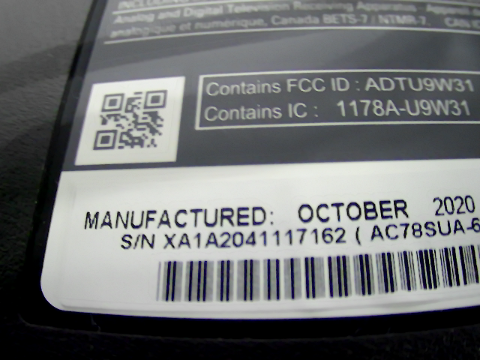 Analog and Digital Television Receiving Apparatus
analogique et numérique, Canada BETS-7 / NTMR-7.
Contains FCC ID : ADTU9W31
Contains IC : 1178A-U9W31
MANUFACTURED: OCTOBER 2020
S/N XA1A2041117162 ( AC78SUA-6